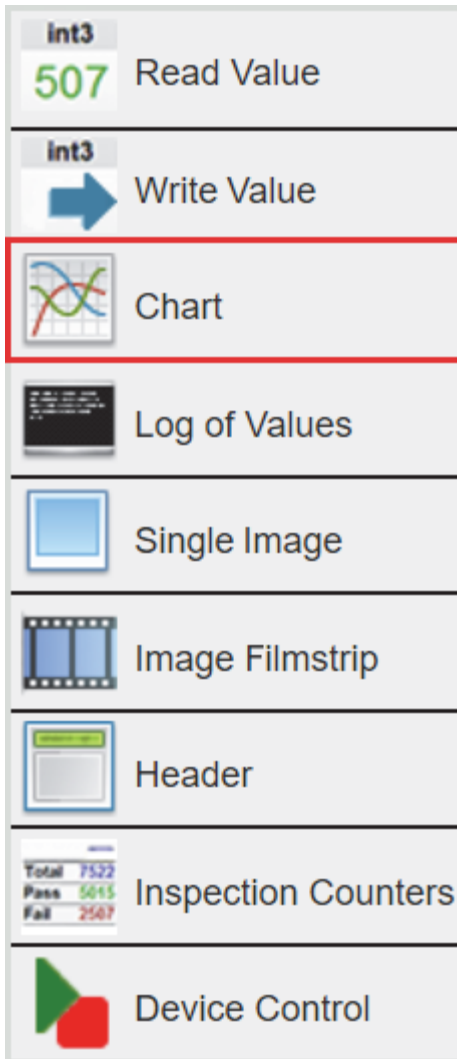 int3
507
Read Value
int3
Write Value
Chart
Log of Values
Single Image
Image Filmstrip
Header
Total 7522
Pass 5015
Fail 2507
Inspection Counters
Device Control